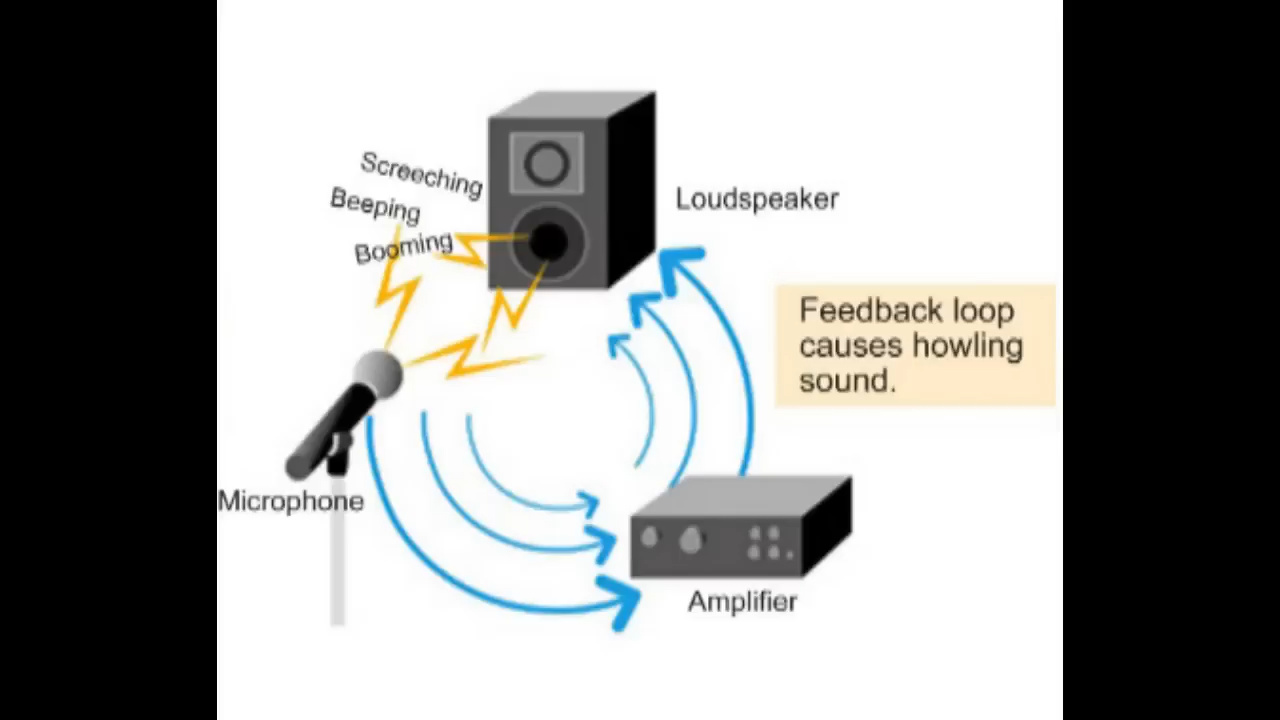 Screeching
Beeping
Booming
Loudspeaker
Feedback loop
causes howling
sound.
Microphone
Amplifier